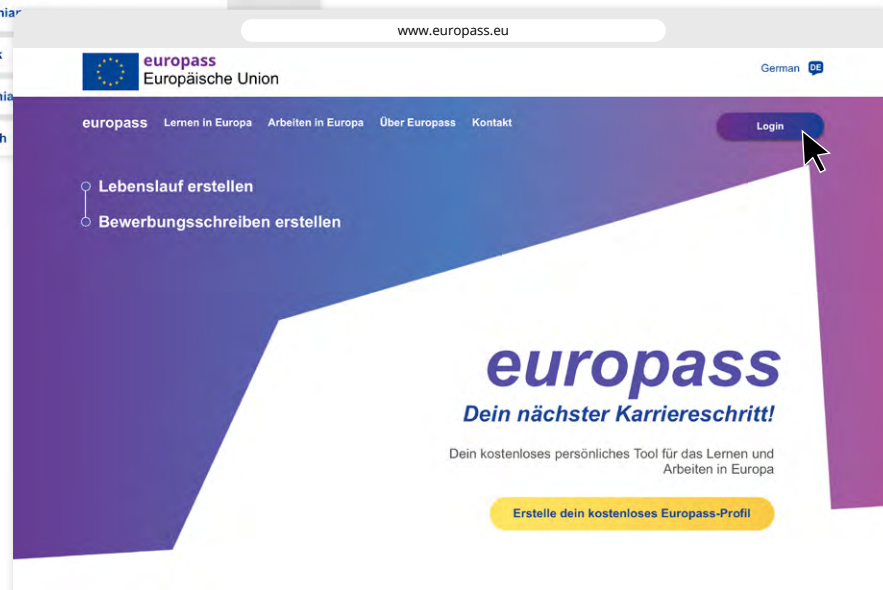 www.europass.eu
europass
Europäische Union
German DE
europass Lernen in Europa Arbeiten in Europa Über Europass Kontakt Login
Lebenslauf erstellen
Bewerbungsschreiben erstellen
europass
Dein nächster Karriereschritt!
Dein kostenloses persönliches Tool für das Lernen und
Arbeiten in Europa
Erstelle dein kostenloses Europass-Profil